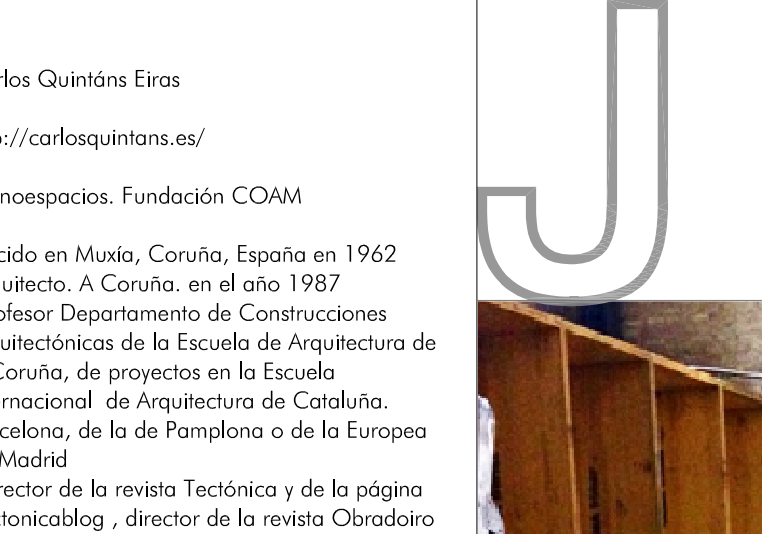 rlos Quintáns Eiras
://carlosquintans.es/
noespacios. Fundación COAM
cido en Muxía, Coruña, España en 1962
uitecto. A Coruña. en el año 1987
ofesor Departamento de Construcciones
uitectónicas de la Escuela de Arquitectura de
Coruña, de proyectos en la Escuela
ernacional de Arquitectura de Cataluña.
celona, de la de Pamplona o de la Europea
Madrid
rector de la revista Tectónica y de la página
ctonicablog , director de la revista Obradoiro
J